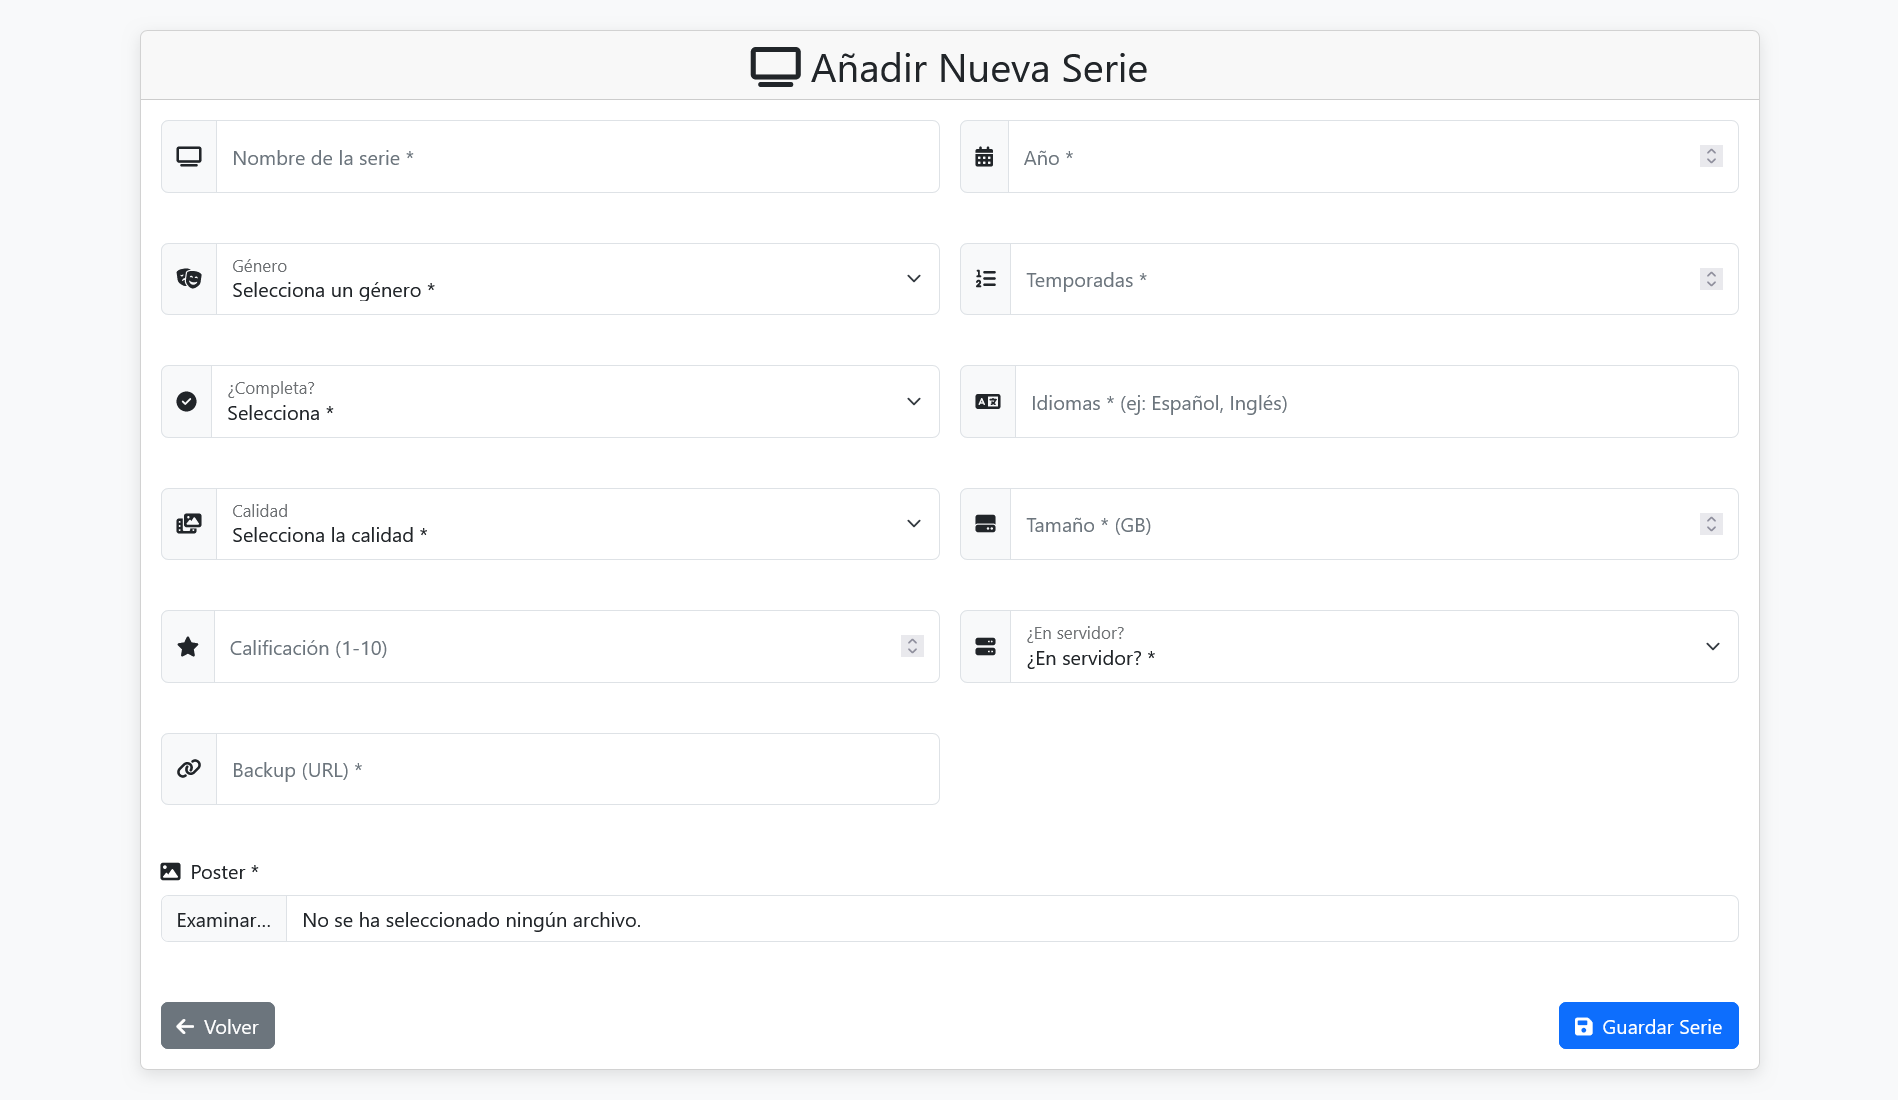 Añadir Nueva Serie
Nombre de la serie *
Año *
Género
Selecciona un género *
Temporadas *
¿Completa?
Selecciona *
Idiomas * (ej: Español, Inglés)
Calidad
Selecciona la calidad *
Tamaño * (GB)
Calificación (1-10)
¿En servidor?
¿En servidor? *
Backup (URL) *
Poster *
Examinar... No se ha seleccionado ningún archivo.
Volver
Guardar Serie